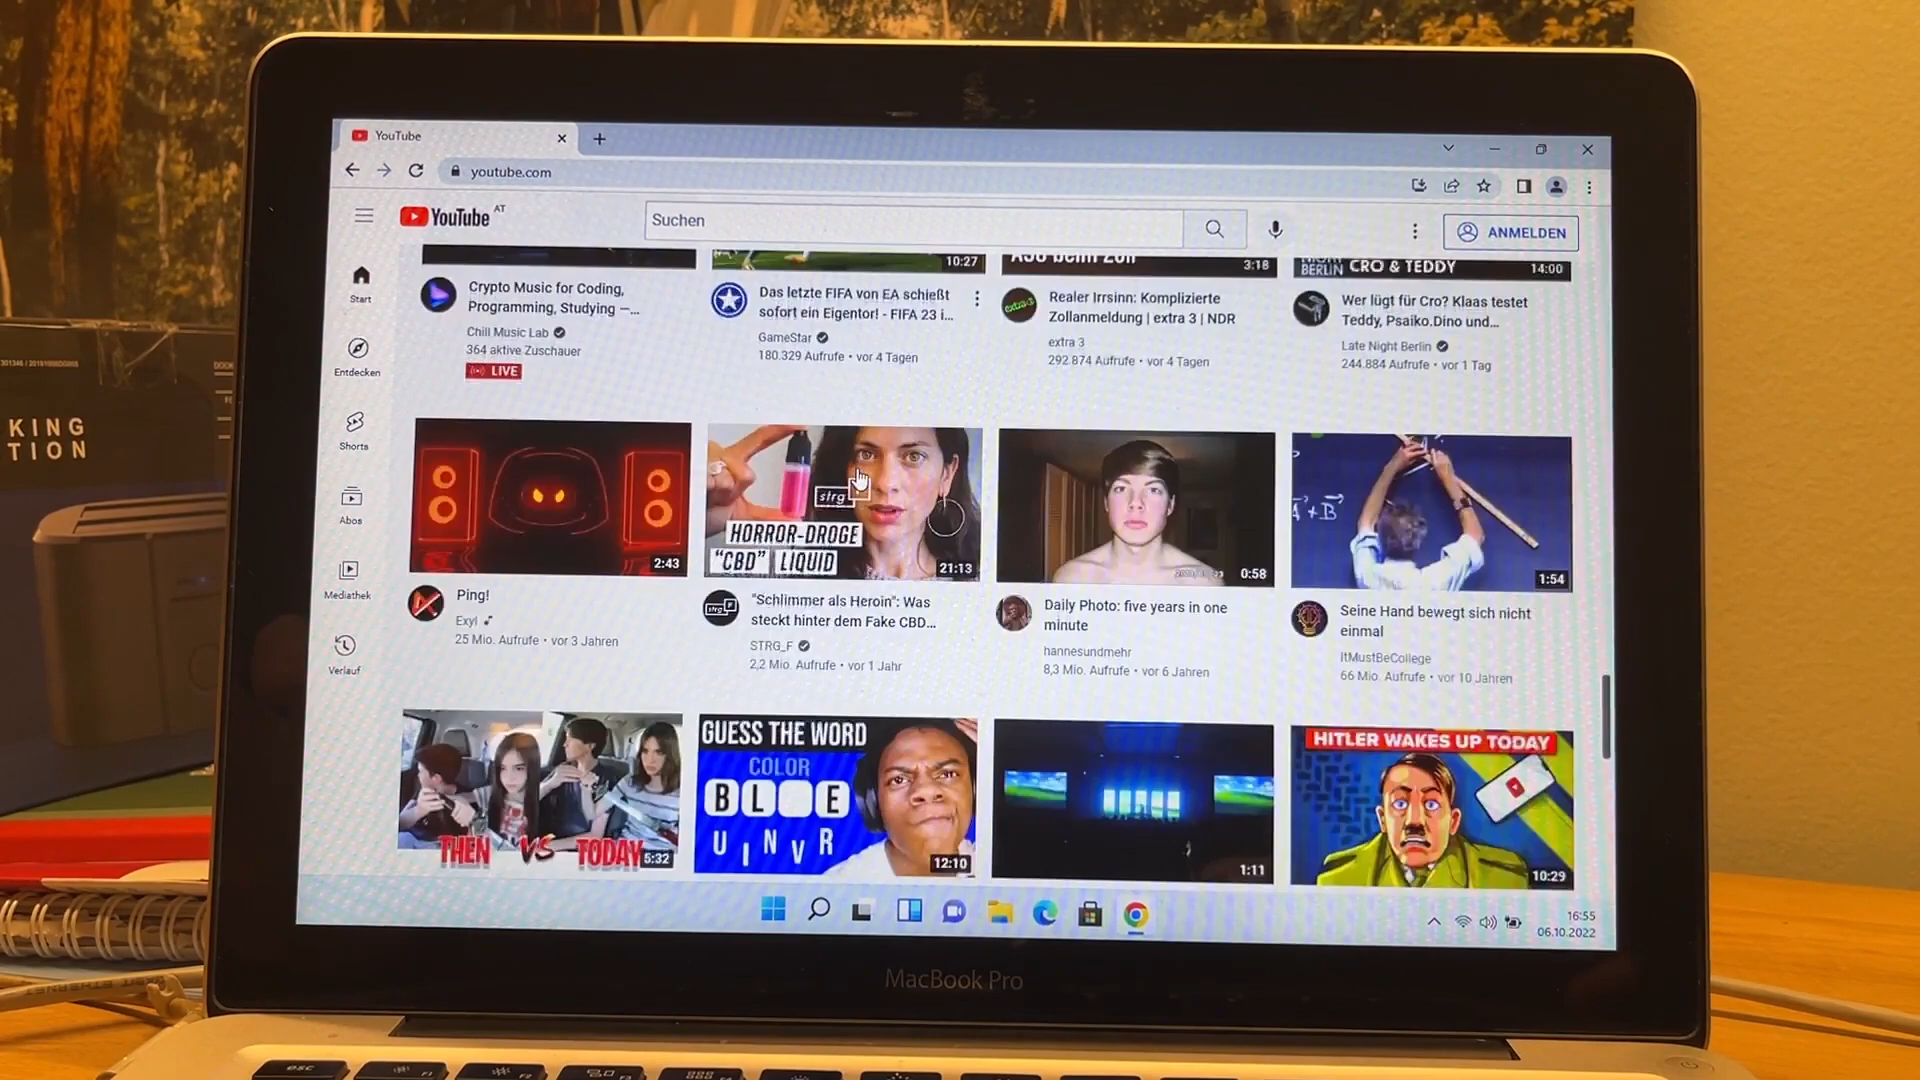 YouTube
youtube.com
YouTube AT
Suchen
ANMELDEN
Start
Entdecken
Shorts
Abos
Mediathek
Verlauf
10:27
3:18
BERLIN CRO & TEDDY
14:00
Crypto Music for Coding,
Programming, Studying —...
Chill Music Lab
364 aktive Zuschauer
LIVE
Das letzte FIFA von EA schießt
sofort ein Eigentor! - FIFA 23 i...
GameStar
180.329 Aufrufe • vor 4 Tagen
Realer Irrsinn: Komplizierte
Zollanmeldung | extra 3 | NDR
extra 3
292.874 Aufrufe • vor 4 Tagen
Wer lügt für Cro? Klaas testet
Teddy, Psaiko.Dino und...
Late Night Berlin
244.884 Aufrufe • vor 1 Tag
2:43
strg
HORROR-DROGE
"CBD" LIQUID
21:13
0:58
A + B
1:54
Ping!
Exyl
25 Mio. Aufrufe • vor 3 Jahren
"Schlimmer als Heroin": Was
steckt hinter dem Fake CBD...
STRG_F
2,2 Mio. Aufrufe • vor 1 Jahr
Daily Photo: five years in one
minute
hannesundmehr
8,3 Mio. Aufrufe • vor 6 Jahren
Seine Hand bewegt sich nicht
einmal
ItMustBeCollege
66 Mio. Aufrufe • vor 10 Jahren
THEN VS TODAY
5:32
GUESS THE WORD
COLOR
BL E
U I N V R
12:10
1:11
HITLER WAKES UP TODAY
10:29
16:55
06.10.2022
MacBook Pro
KING
TION
esc
F1
F2